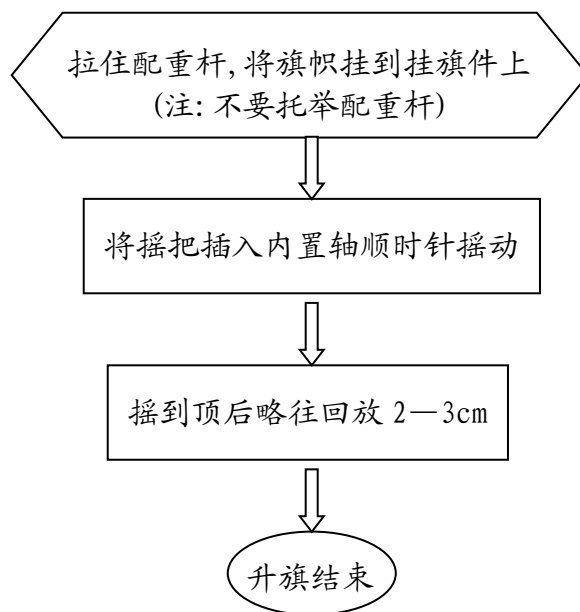 拉住配重杆,将旗帜挂到挂旗件上
(注:不要托举配重杆)
将摇把插入内置轴顺时针摇动
摇到顶后略往回放2—3cm
升旗结束